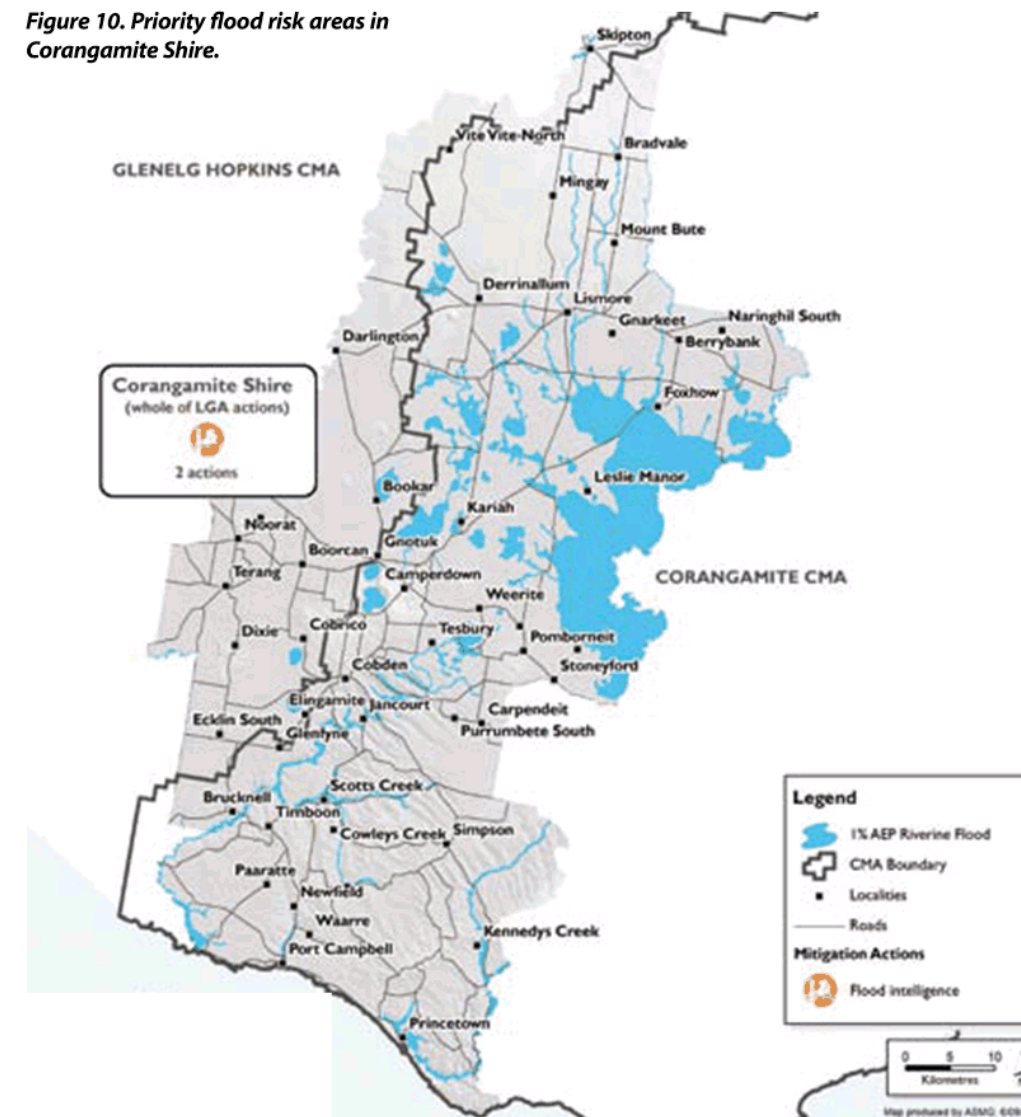 Figure 10. Priority flood risk areas in
Corangamite Shire.
Skipton
Vite Vite-North
Bradvale
GLENELG HOPKINS CMA
Mingay
Mount Bute
Derrinallum
Lismore
Gnarkeet
Naringhil South
Berrybank
Darlington
Corangamite Shire
(whole of LGA actions)
2 actions
Foxhow
Leslie Manor
Bookar
Kariah
Noorat
Gnotuk
Boorcan
Terang
Camperdown
CORANGAMITE CMA
Weerite
Dixie
Cobrico
Tesbury
Pomborneit
Cobden
Stoneyford
Elingamite
Jancourt
Ecklin South
Carpendeit
Glenfyne
Purrumbete South
Scotts Creek
Brucknell
Timboon
Cowleys Creek
Simpson
Paaratte
Newfield
Waarre
Kennedys Creek
Port Campbell
Princetown
Legend
1% AEP Riverine Flood
CMA Boundary
Localities
Roads
Mitigation Actions
Flood intelligence
0 5 10
Kilometres
Map produced by ASMG